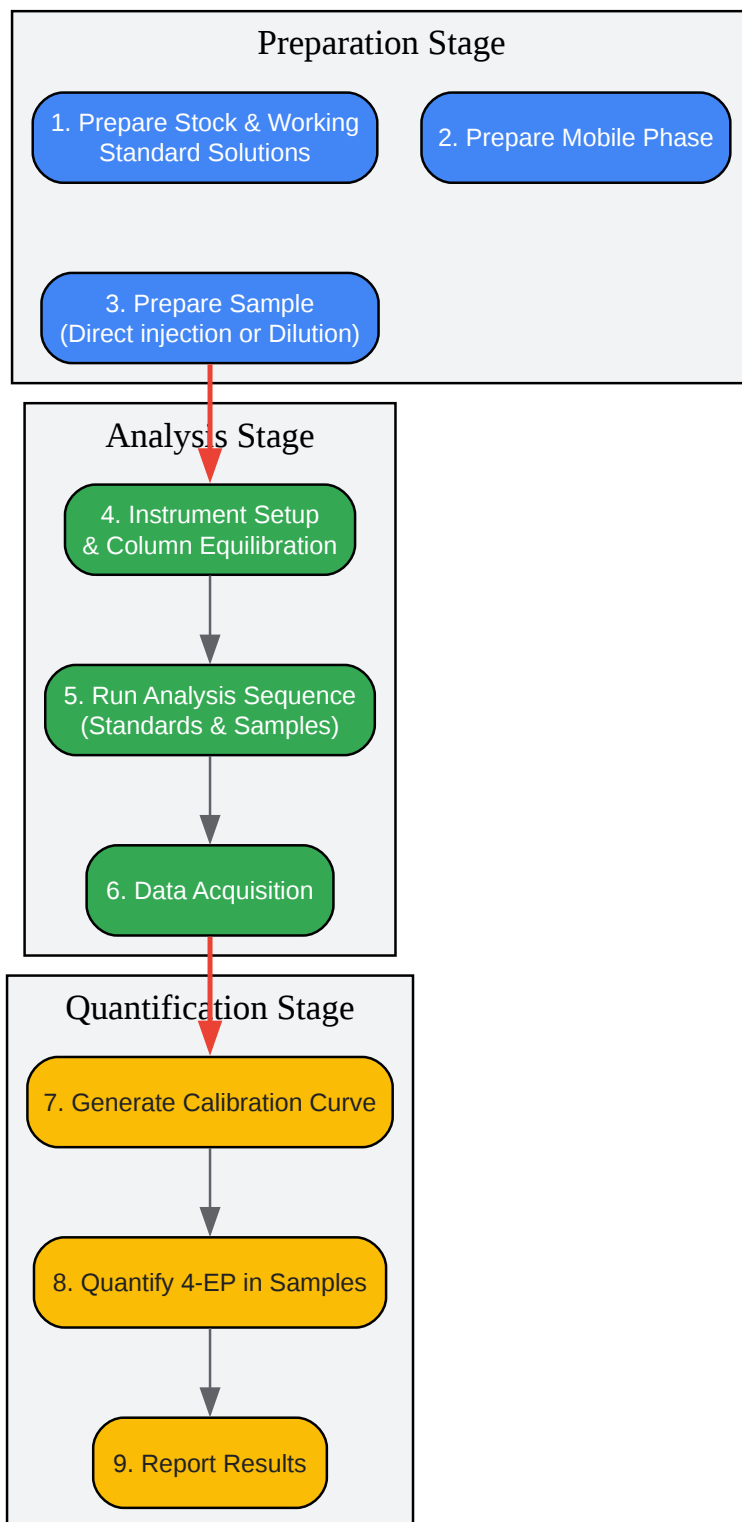 Preparation Stage
1. Prepare Stock & Working
Standard Solutions
2. Prepare Mobile Phase
3. Prepare Sample
(Direct injection or Dilution)
Analysis Stage
4. Instrument Setup
& Column Equilibration
5. Run Analysis Sequence
(Standards & Samples)
6. Data Acquisition
Quantification Stage
7. Generate Calibration Curve
8. Quantify 4-EP in Samples
9. Report Results